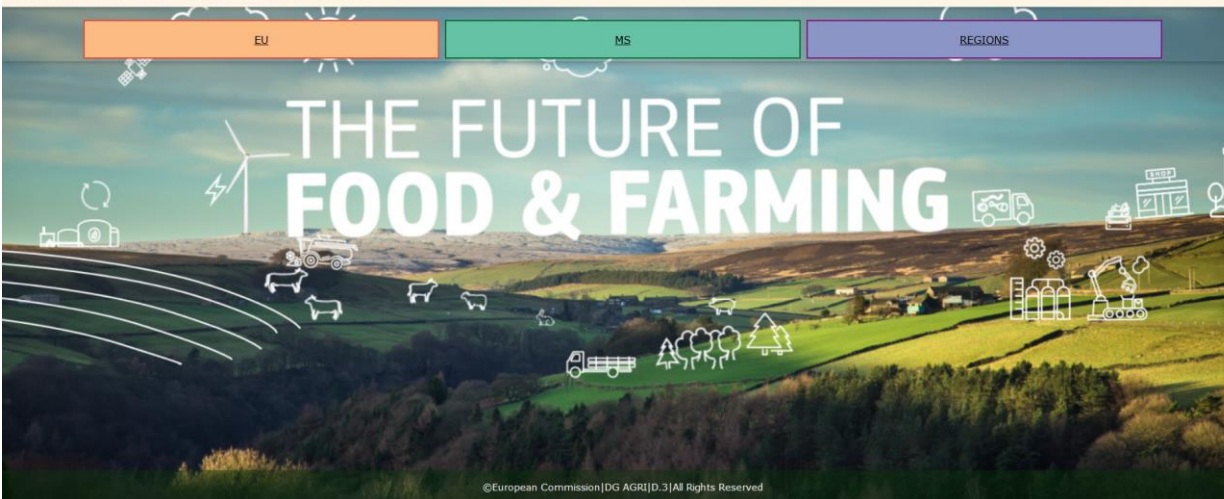 EU
MS
REGIONS
THE FUTURE OF
FOOD & FARMING
SHOP
©European Commission|DG AGRI|D.3|All Rights Reserved